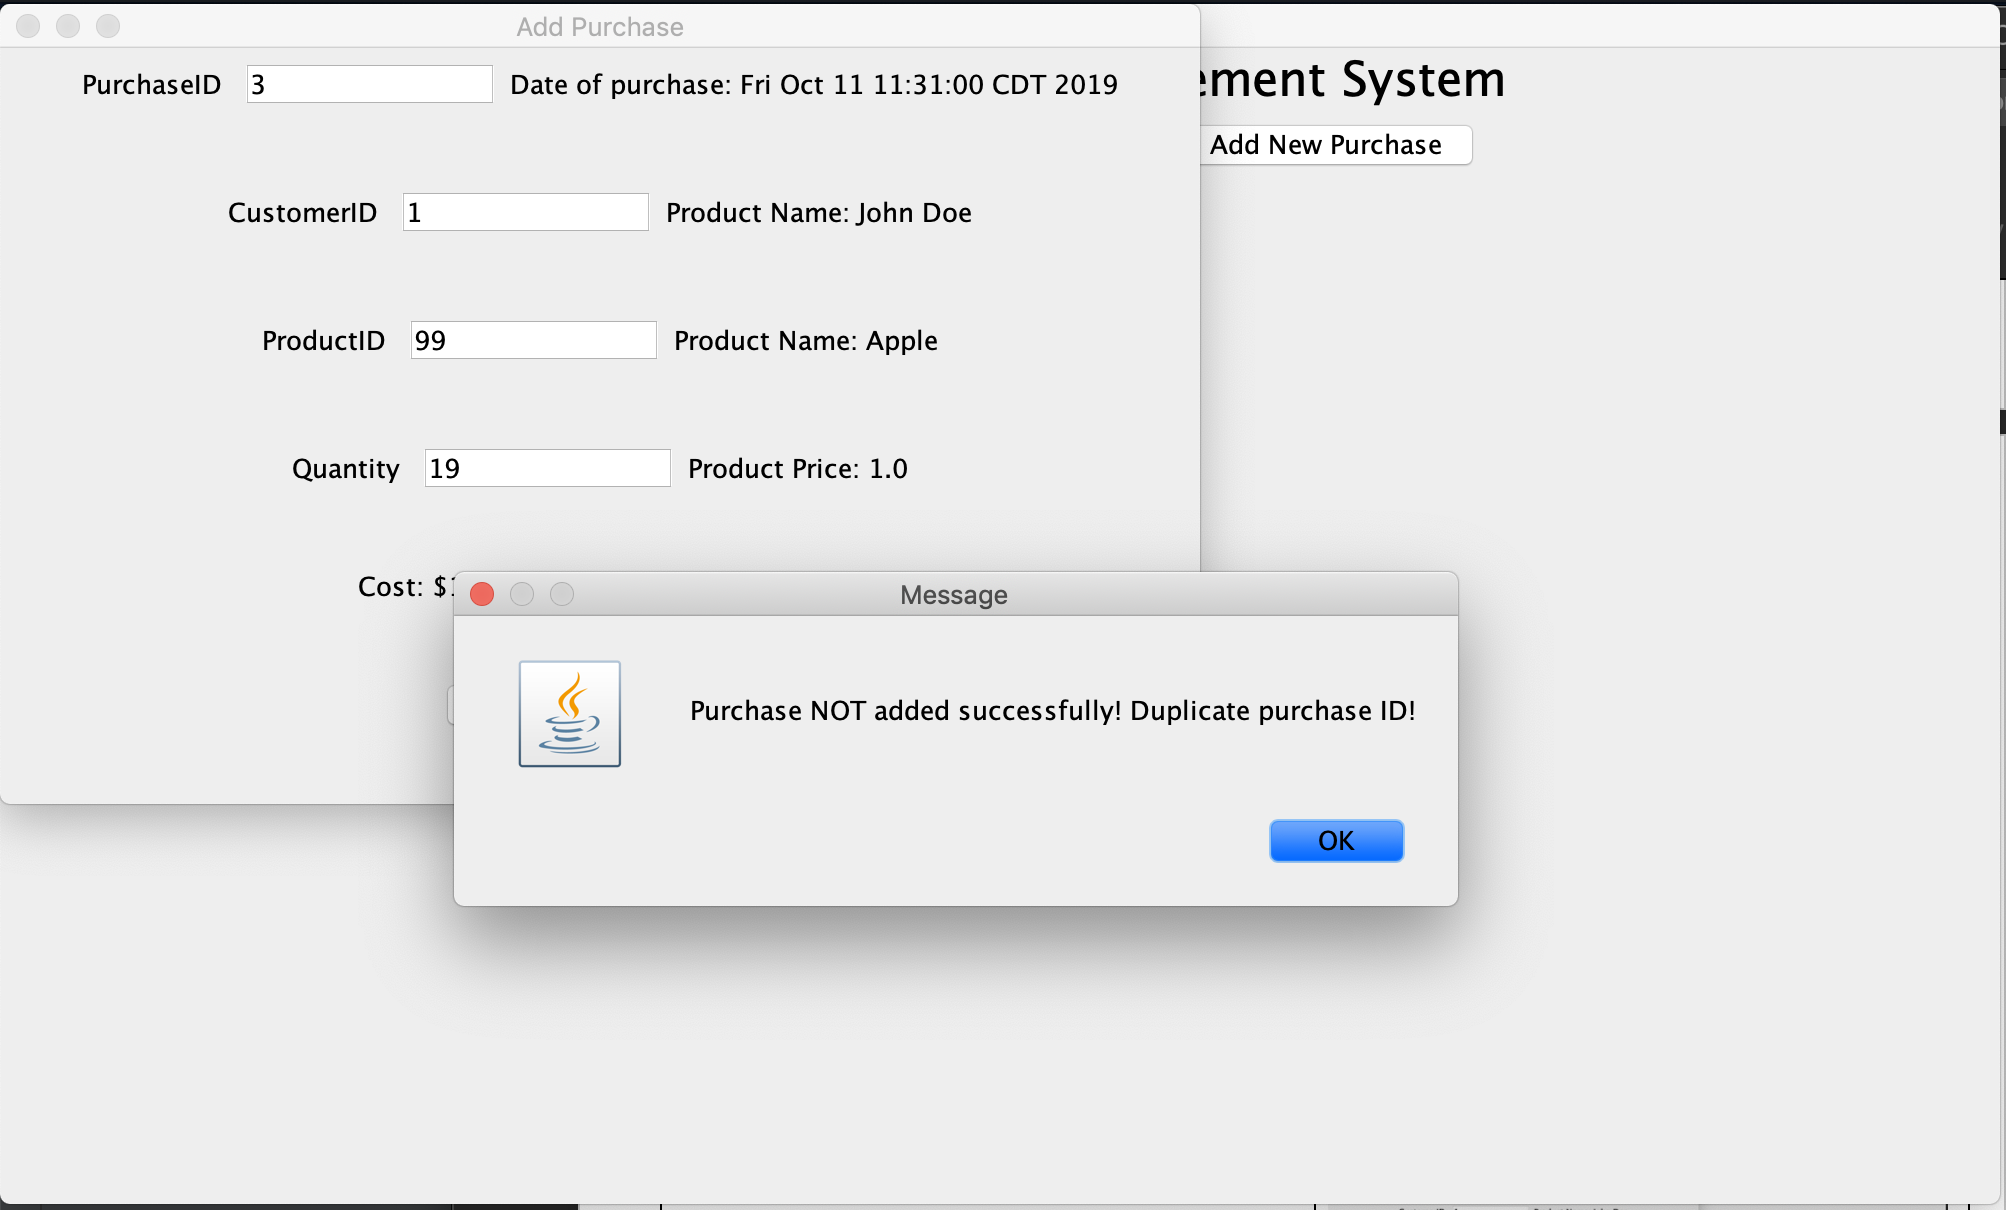 Add Purchase
PurchaseID 3 Date of purchase: Fri Oct 11 11:31:00 CDT 2019
System
Add New Purchase
CustomerID 1 Product Name: John Doe
ProductID 99 Product Name: Apple
Quantity 19 Product Price: 1.0
Cost:
Message
Purchase NOT added successfully! Duplicate purchase ID!
OK